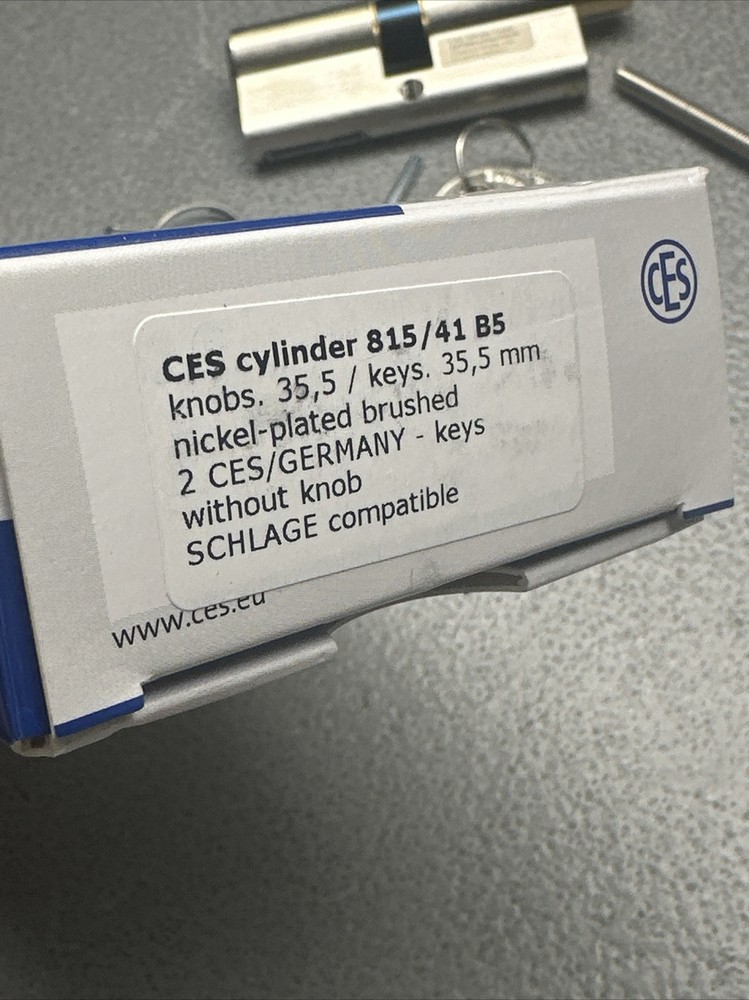 CES
CES cylinder 815/41 B5
knobs. 35,5 / keys. 35,5 mm
nickel-plated brushed
2 CES/GERMANY - keys
without knob
SCHLAGE compatible
www.ces.eu